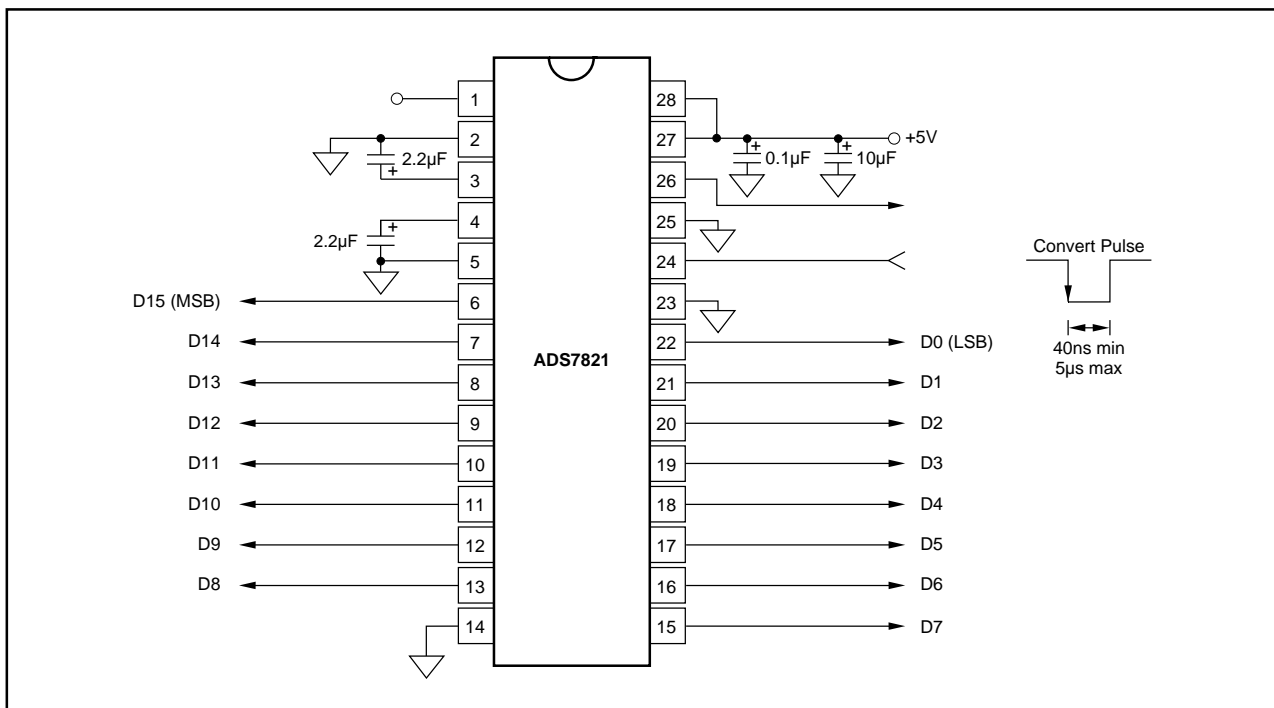 1
28
2
27
+5V
+
2.2µF
+
+
0.1µF
+
10µF
3
26
4
25
+
2.2µF
5
24
Convert Pulse
D15 (MSB)
6
23
D14
7
22
D0 (LSB)
40ns min
5µs max
ADS7821
D13
8
21
D1
D12
9
20
D2
D11
10
19
D3
D10
11
18
D4
D9
12
17
D5
D8
13
16
D6
14
15
D7